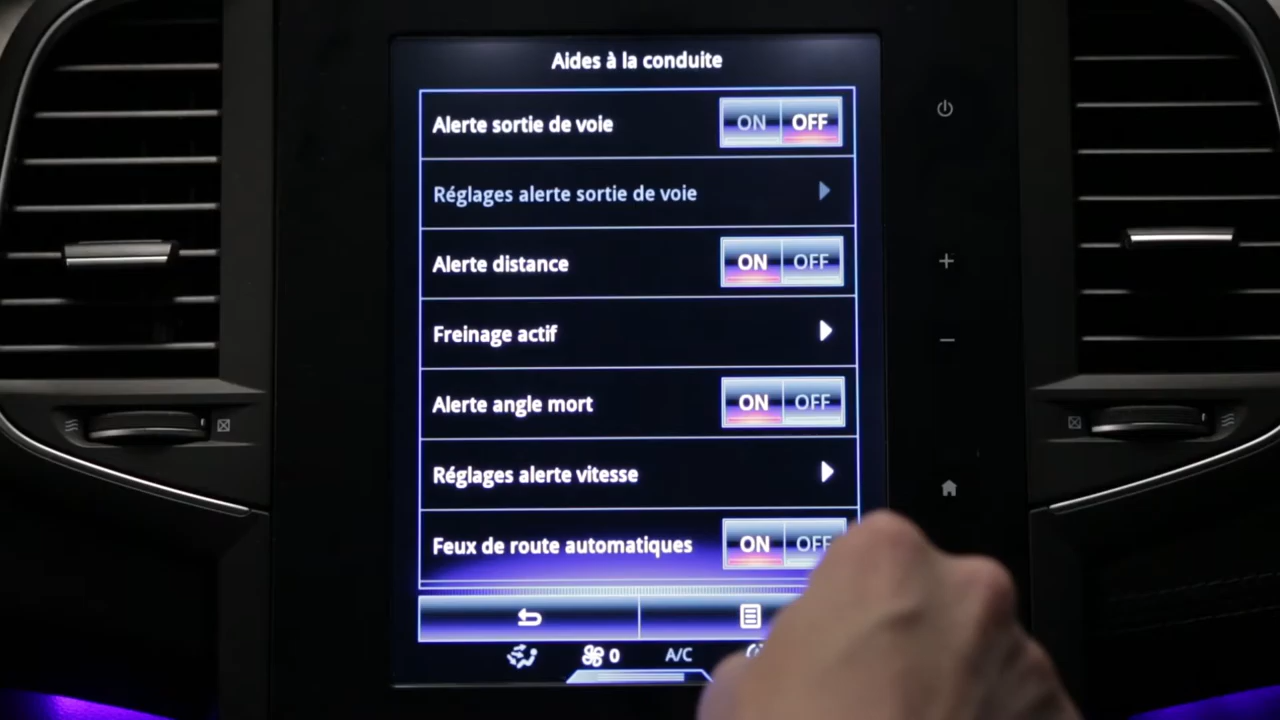 Aides à la conduite
Alerte sortie de voie ON OFF
Réglages alerte sortie de voie
Alerte distance ON OFF
Freinage actif
Alerte angle mort ON OFF
Réglages alerte vitesse
Feux de route automatiques ON OFF
0 A/C